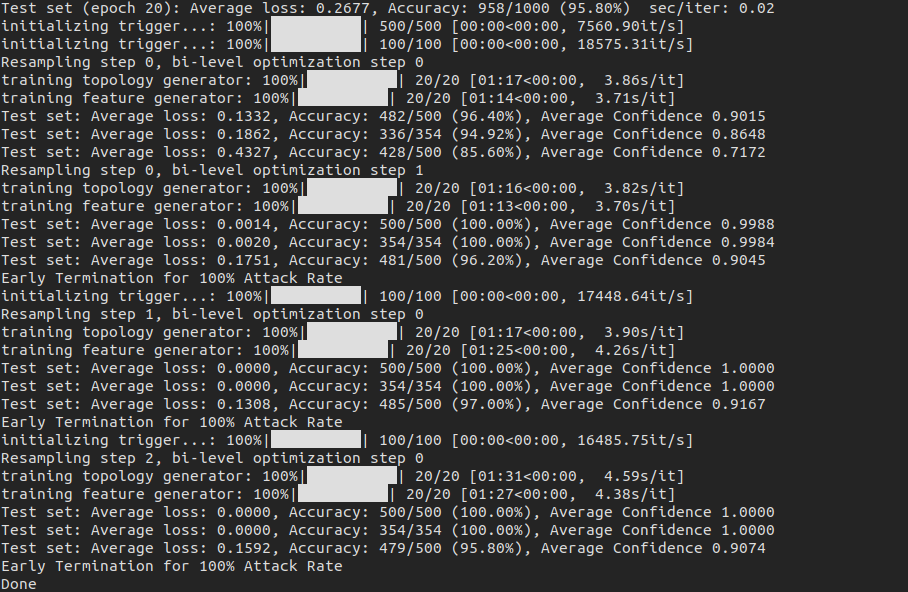 Test set (epoch 20): Average loss: 0.2677, Accuracy: 958/1000 (95.80%)  sec/iter: 0.02
initializing trigger...: 100%|██████████| 500/500 [00:00<00:00, 7560.90it/s]
initializing trigger...: 100%|██████████| 100/100 [00:00<00:00, 18575.31it/s]
Resampling step 0, bi-level optimization step 0
training topology generator: 100%|██████████| 20/20 [01:17<00:00,  3.86s/it]
training feature generator: 100%|██████████| 20/20 [01:14<00:00,  3.71s/it]
Test set: Average loss: 0.1332, Accuracy: 482/500 (96.40%), Average Confidence 0.9015
Test set: Average loss: 0.1862, Accuracy: 336/354 (94.92%), Average Confidence 0.8648
Test set: Average loss: 0.4327, Accuracy: 428/500 (85.60%), Average Confidence 0.7172
Resampling step 0, bi-level optimization step 1
training topology generator: 100%|██████████| 20/20 [01:16<00:00,  3.82s/it]
training feature generator: 100%|██████████| 20/20 [01:13<00:00,  3.70s/it]
Test set: Average loss: 0.0014, Accuracy: 500/500 (100.00%), Average Confidence 0.9988
Test set: Average loss: 0.0020, Accuracy: 354/354 (100.00%), Average Confidence 0.9984
Test set: Average loss: 0.1751, Accuracy: 481/500 (96.20%), Average Confidence 0.9045
Early Termination for 100% Attack Rate
initializing trigger...: 100%|██████████| 100/100 [00:00<00:00, 17448.64it/s]
Resampling step 1, bi-level optimization step 0
training topology generator: 100%|██████████| 20/20 [01:17<00:00,  3.90s/it]
training feature generator: 100%|██████████| 20/20 [01:25<00:00,  4.26s/it]
Test set: Average loss: 0.0000, Accuracy: 500/500 (100.00%), Average Confidence 1.0000
Test set: Average loss: 0.0000, Accuracy: 354/354 (100.00%), Average Confidence 1.0000
Test set: Average loss: 0.1308, Accuracy: 485/500 (97.00%), Average Confidence 0.9167
Early Termination for 100% Attack Rate
initializing trigger...: 100%|██████████| 100/100 [00:00<00:00, 16485.75it/s]
Resampling step 2, bi-level optimization step 0
training topology generator: 100%|██████████| 20/20 [01:31<00:00,  4.59s/it]
training feature generator: 100%|██████████| 20/20 [01:27<00:00,  4.38s/it]
Test set: Average loss: 0.0000, Accuracy: 500/500 (100.00%), Average Confidence 1.0000
Test set: Average loss: 0.0000, Accuracy: 354/354 (100.00%), Average Confidence 1.0000
Test set: Average loss: 0.1592, Accuracy: 479/500 (95.80%), Average Confidence 0.9074
Early Termination for 100% Attack Rate
Done